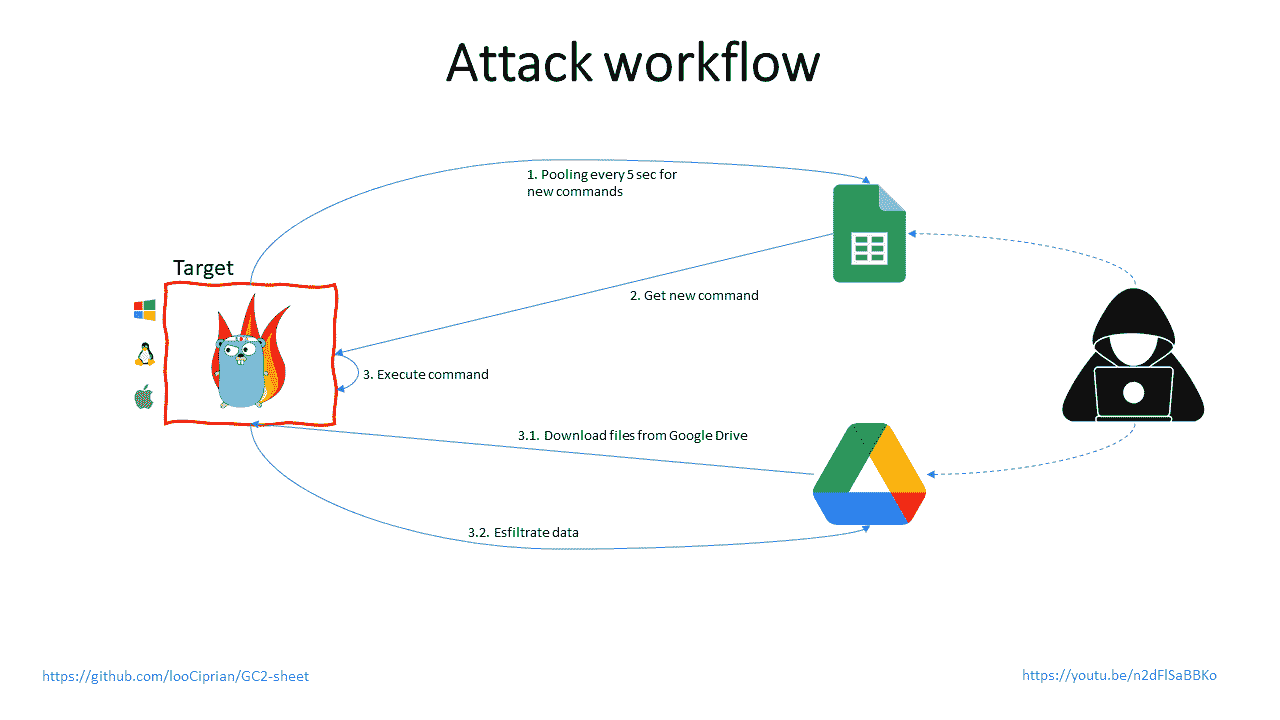 Attack workflow
1. Pooling every 5 sec for
new commands
Target
2. Get new command
3. Execute command
3.1. Download files from Google Drive
3.2. Esfiltrate data
https://github.com/looCiprian/GC2-sheet
https://youtu.be/n2dFlSaBBKo